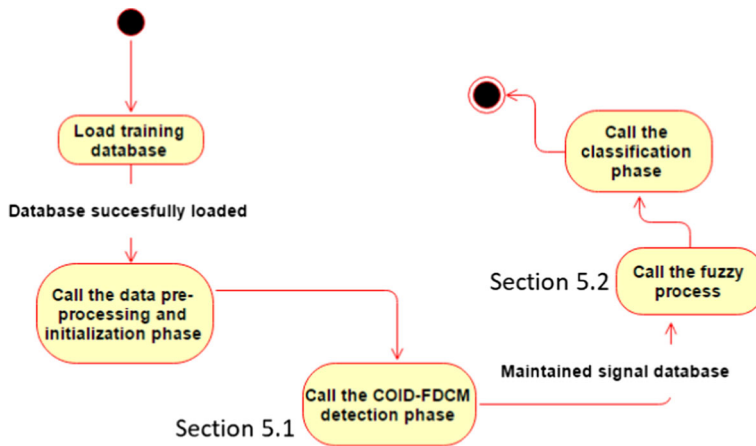 Load training
database
Database succesfully loaded
Call the data pre-
processing and
initialization phase
Section 5.1
Call the COID-FDCM
detection phase
Maintained signal database
Section 5.2
Call the fuzzy
process
Call the
classification
phase